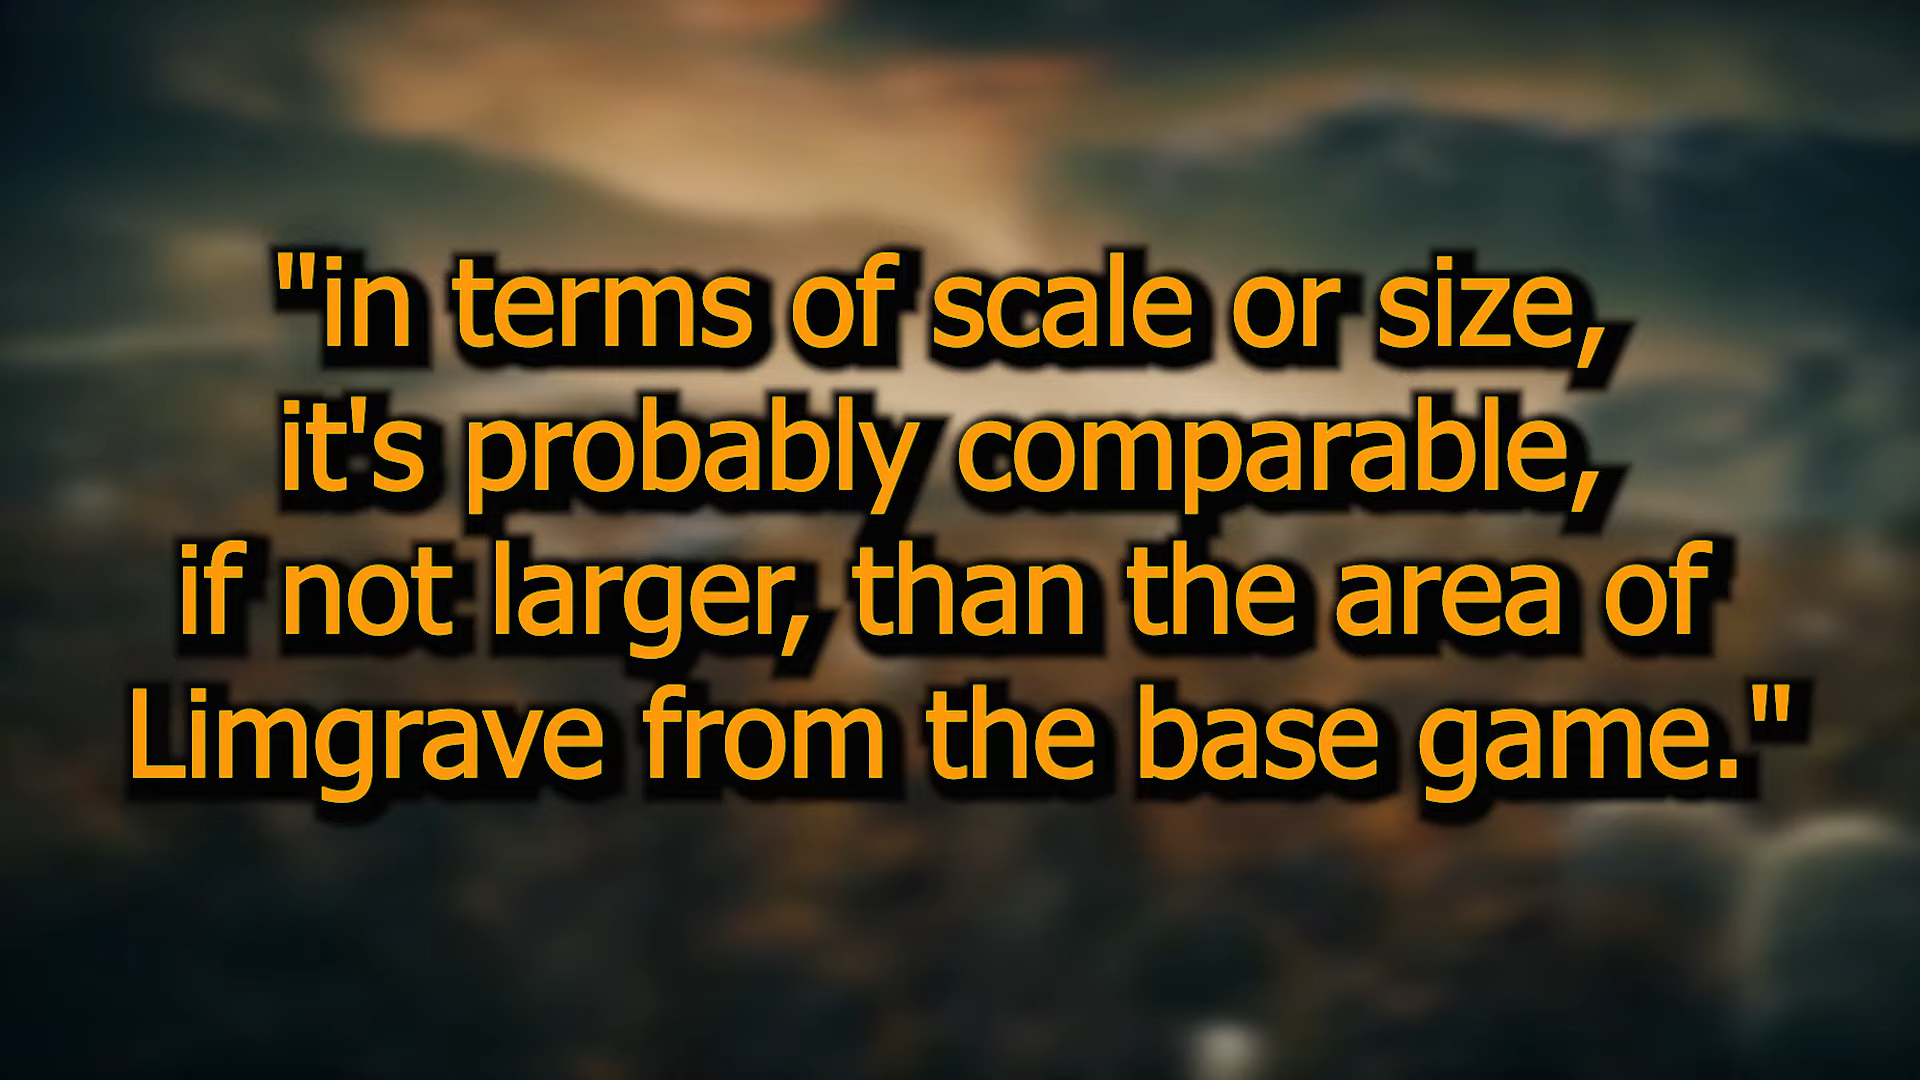 "in terms of scale or size,
it's probably comparable,
if not larger, than the area of
Limgrave from the base game."